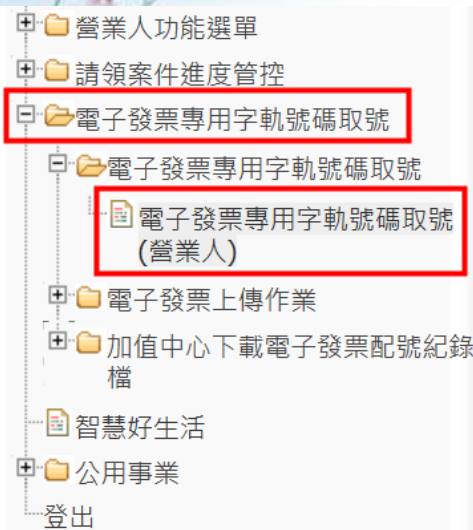 營業人功能選單
請領案件進度管控
電子發票專用字軌號碼取號
電子發票專用字軌號碼取號
電子發票專用字軌號碼取號
(營業人)
電子發票上傳作業
加值中心下載電子發票配號紀錄
檔
智慧好生活
公用事業
登出